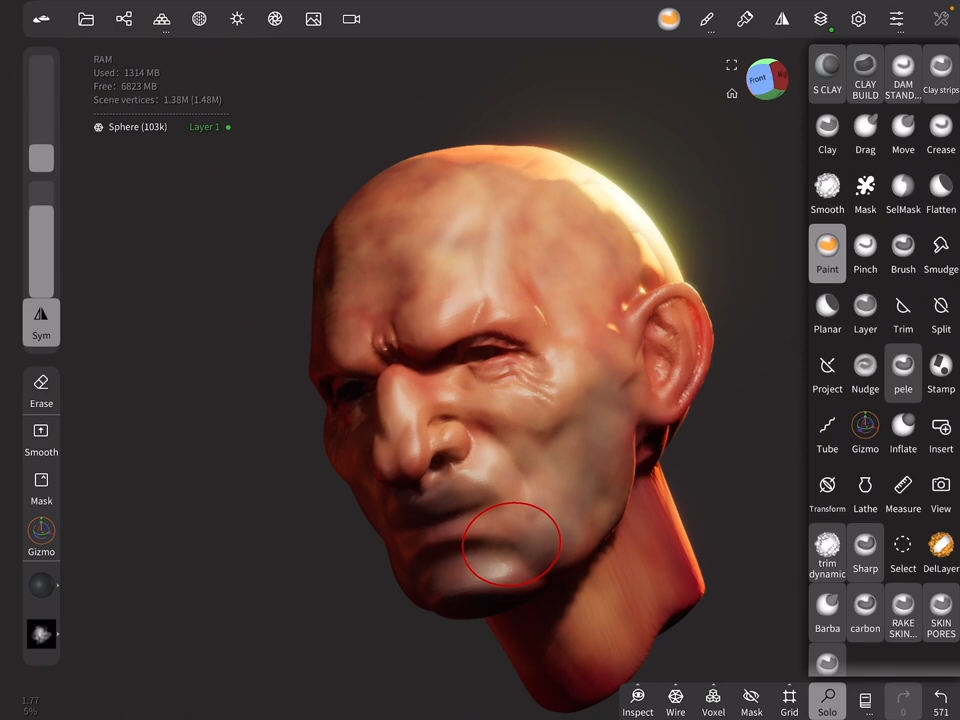 RAM
Used: 1314 MB
Free: 6823 MB
Scene vertices: 1.38M (1.48M)
Sphere (103k) Layer 1
Front
Sym
Erase
Smooth
Mask
Gizmo
1.77
5%
S CLAY
CLAY BUILD
DAM STAND...
Clay strips
Clay
Drag
Move
Crease
Smooth
Mask
SelMask
Flatten
Paint
Pinch
Brush
Smudge
Planar
Layer
Trim
Split
Project
Nudge
pele
Stamp
Tube
Gizmo
Inflate
Insert
Transform
Lathe
Measure
View
trim dynamic
Sharp
Select
DelLayer
Barba
carbon
RAKE SKIN...
SKIN PORES
Inspect
Wire
Voxel
Mask
Grid
Solo
...
0
571